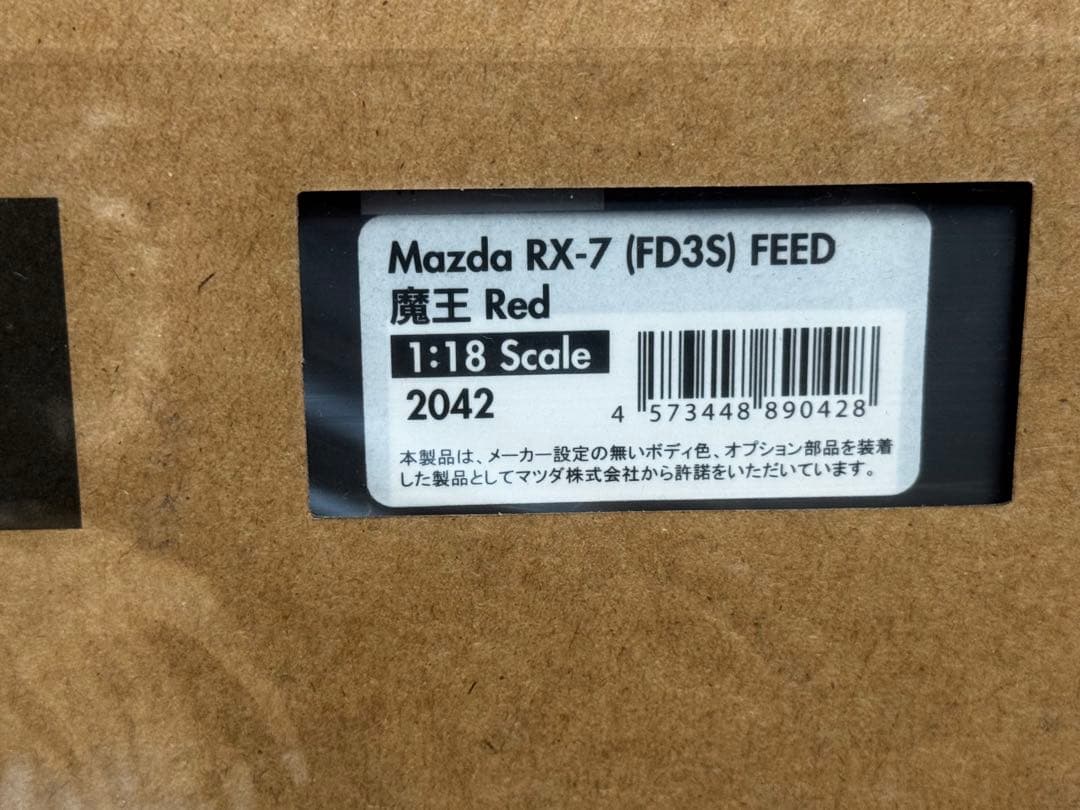 Mazda RX-7 (FD3S) FEED
魔王 Red
1:18 Scale
2042
4 573448 890428
本製品は、メーカー設定の無いボディ色、オプション部品を装着
した製品としてマツダ株式会社から許諾をいただいています。